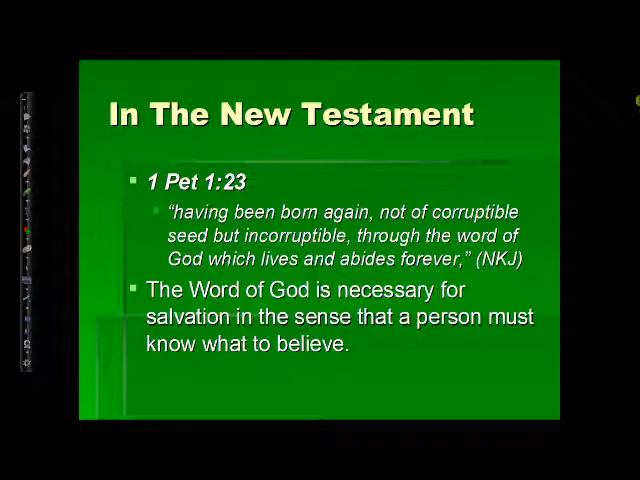 In The New Testament
1 Pet 1:23
“having been born again, not of corruptible
seed but incorruptible, through the word of
God which lives and abides forever,” (NKJ)
The Word of God is necessary for
salvation in the sense that a person must
know what to believe.